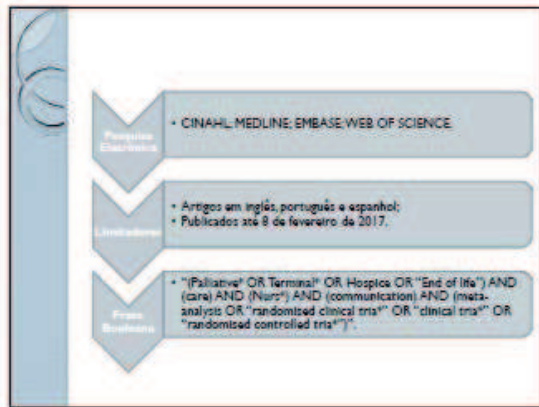 Pesquisa
Electrónica
• CINAHL; MEDLINE; EMBASE; WEB OF SCIENCE
Limitadores
• Artigos em inglês, português e espanhol;
• Publicados até 8 de fevereiro de 2017.
Frase
Booleana
• "(Palliative* OR Terminal* OR Hospice OR "End of life") AND
(care) AND (Nurs*) AND (communication) AND (meta-
analysis OR "randomised clinical tria*" OR "clinical tria*" OR
"randomised controlled tria*")".